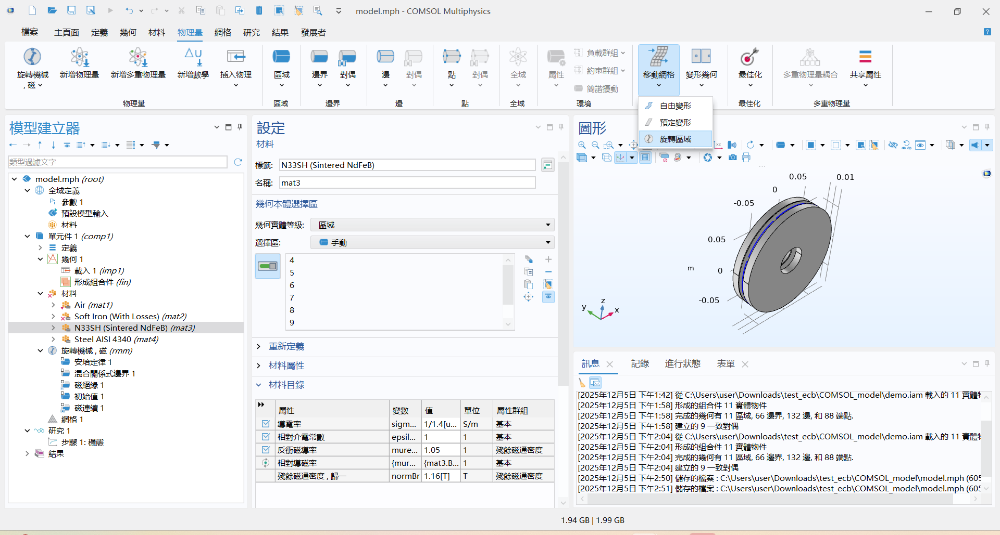 model.mph - COMSOL Multiphysics
檔案 主頁面 定義 幾何 材料 物理量 網格 研究 結果 發展者
旋轉機械, 磁
新增物理量
新增多重物理量
新增數學
插入物理
物理量
區域
區域
邊界
對偶
邊界
邊
對偶
邊
點
對偶
點
全域
全域
屬性
負載群組
約束群組
簡諧擾動
環境
移動網格
變形幾何
最佳化
最佳化
多重物理量耦合
共享屬性
多重物理量
自由變形
預定變形
旋轉區域
模型建立器
類型過濾文字
model.mph (root)
全域定義
Pi 參數 1
預設模型輸入
材料
單元件 1 (comp1)
定義
幾何 1
載入 1 (imp1)
形成組合件 (fin)
材料
Air (mat1)
Soft Iron (With Losses) (mat2)
N33SH (Sintered NdFeB) (mat3)
Steel AISI 4340 (mat4)
旋轉機械, 磁 (rmm)
安培定律 1
混合關係式邊界 1
磁絕緣 1
初始值 1
磁連續 1
網格 1
研究 1
步驟 1: 穩態
結果
設定
材料
標籤: N33SH (Sintered NdFeB)
名稱: mat3
幾何本體選擇區
幾何實體等級: 區域
選擇區: 手動
4
5
6
7
8
9
重新定義
材料屬性
材料目錄
屬性 變數 值 單位 屬性群組
導電率 sigm... 1/1.4[u... S/m 基本
相對介電常數 epsil... 1 1 基本
反衝磁導率 mure... 1.05 1 殘餘磁通密度
相對導磁率 {mur... {mat3.B... 1 基本
殘餘磁通密度, 歸一 normBr 1.16[T] T 殘餘磁通密度
圖形
0.05
0.01
0
-0.05
0.05
m
0
-0.05
y z x
訊息 記錄 進行狀態 表單
[2025年12月5日 下午1:42] 從 C:\Users\user\Downloads\test_ecb\COMSOL_model\demo.iam 載入的 11 實體物
[2025年12月5日 下午1:58] 形成的組合件 11 實體物件
[2025年12月5日 下午1:58] 完成的幾何有 11 區域, 66 邊界, 132 邊, 和 88 端點.
[2025年12月5日 下午1:58] 建立的 9 一致對偶
[2025年12月5日 下午2:04] 從 C:\Users\user\Downloads\test_ecb\COMSOL_model\demo.iam 載入的 11 實體物
[2025年12月5日 下午2:04] 形成的組合件 11 實體物件
[2025年12月5日 下午2:04] 完成的幾何有 11 區域, 66 邊界, 132 邊, 和 88 端點.
[2025年12月5日 下午2:04] 建立的 9 一致對偶
[2025年12月5日 下午2:50] 儲存的檔案 : C:\Users\user\Downloads\test_ecb\COMSOL_model\model.mph (605
[2025年12月5日 下午2:51] 儲存的檔案 : C:\Users\user\Downloads\test_ecb\COMSOL_model\model.mph (605
1.94 GB | 1.99 GB